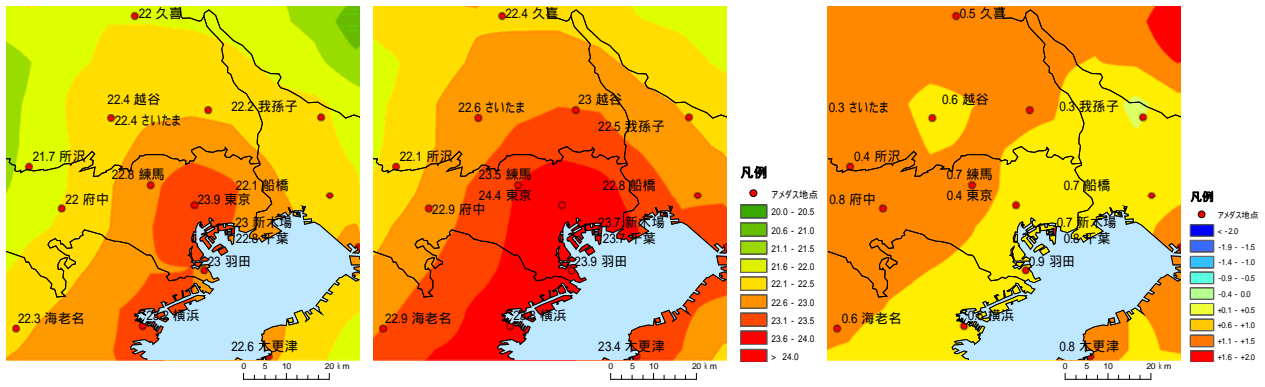 22 久喜
22.4 越谷
22.4 さいたま
22.2 我孫子
21.7 所沢
22.8 練馬
22.1 船橋
22 府中
23.9 東京
23 新木場
千葉
23 羽田
22.3 海老名
横浜
22.6 木更津
0 10 20 km
22.4 久喜
22.6 さいたま
23 越谷
22.5 我孫子
22.1 所沢
23.5 練馬
22.8 船橋
24.4 東京
22.9 府中
23.7 新木場
23.7 千葉
23.9 羽田
22.9 海老名
横浜
23.4 木更津
0 10 20 km
凡例
アメダス地点
20.0 - 20.5
20.6 - 21.0
21.1 - 21.5
21.6 - 22.0
22.1 - 22.5
22.6 - 23.0
23.1 - 23.5
23.6 - 24.0
> 24.0
0.5 久喜
0.3 さいたま
0.6 越谷
0.3 我孫子
0.4 所沢
0.7 練馬
0.7 船橋
0.4 東京
0.8 府中
0.7 新木場
千葉
0.9 羽田
0.6 海老名
横浜
0.8 木更津
0 10 20 km
凡例
アメダス地点
< -2.0
-1.9 - -1.5
-1.4 - -1.0
-0.9 - -0.5
-0.4 - 0.0
+0.1 - +0.5
+0.6 - +1.0
+1.1 - +1.5
+1.6 - +2.0